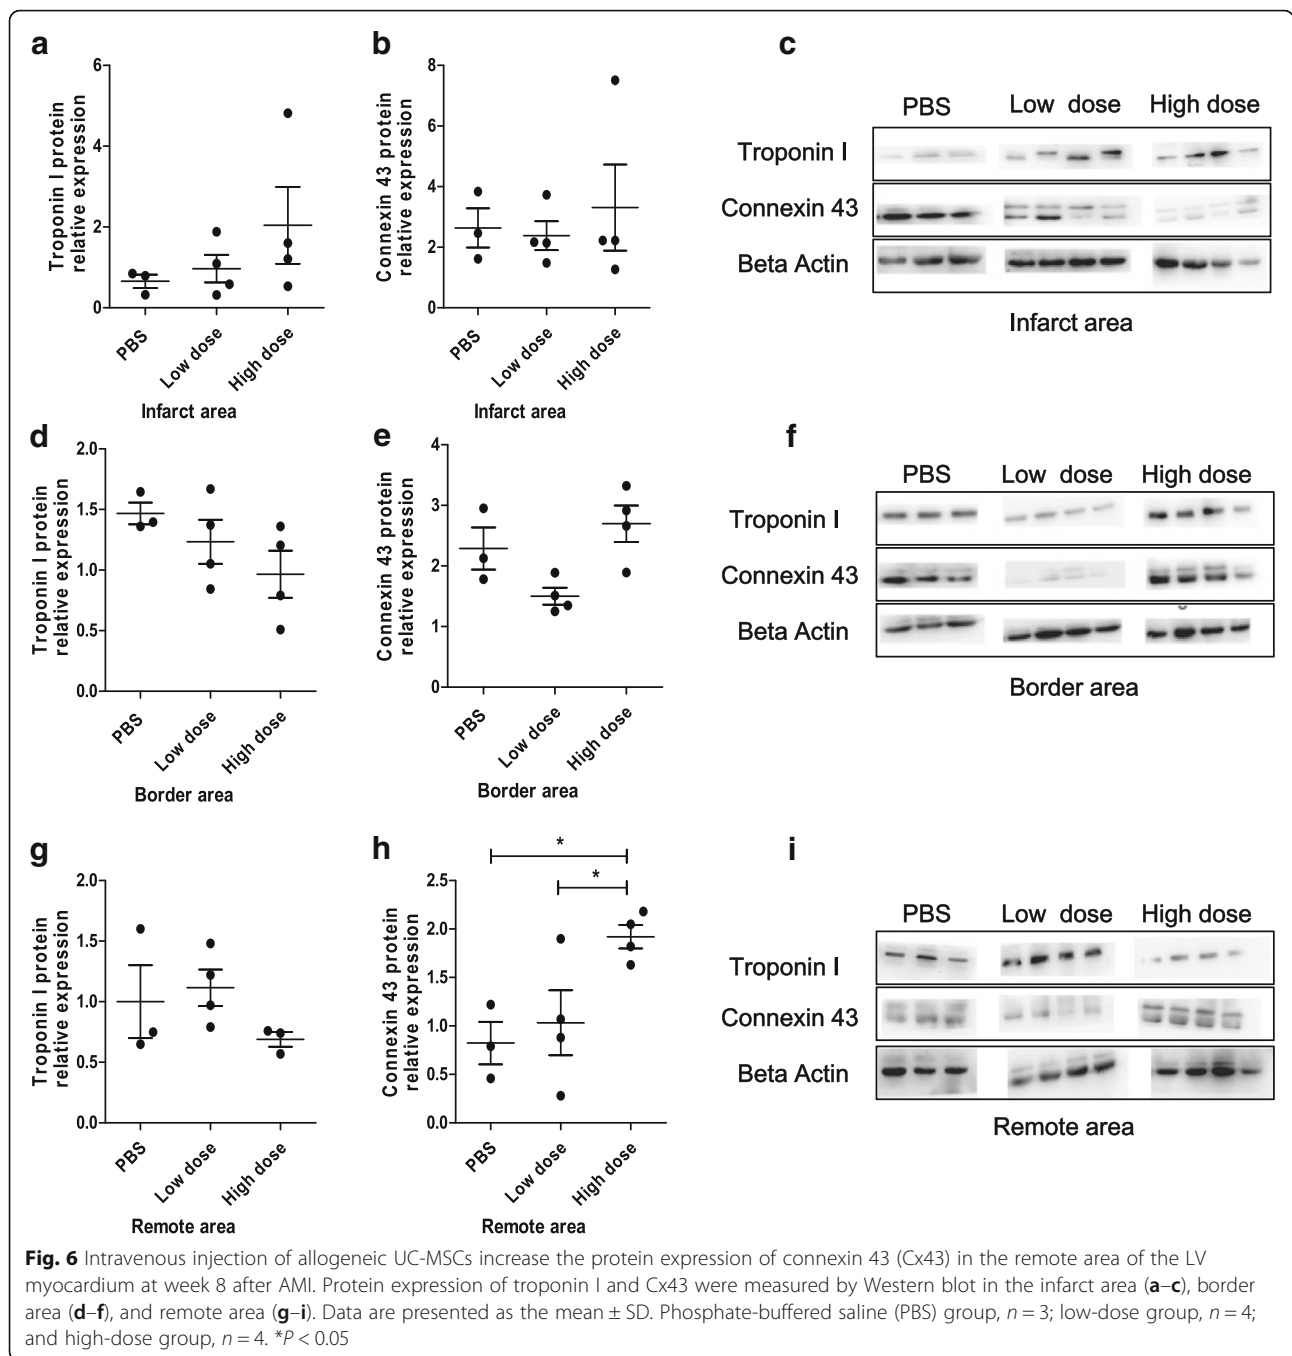 a
Troponin I protein
relative expression
6
4
2
0
PBS
Low dose
High dose
Infarct area
b
Connexin 43 protein
relative expression
8
6
4
2
0
PBS
Low dose
High dose
Infarct area
c
PBS Low dose High dose
Troponin I
Connexin 43
Beta Actin
Infarct area
d
Troponin I protein
relative expression
2.0
1.5
1.0
0.5
0.0
PBS
Low dose
High dose
Border area
e
Connexin 43 protein
relative expression
4
3
2
1
0
PBS
Low dose
High dose
Border area
f
PBS Low dose High dose
Troponin I
Connexin 43
Beta Actin
Border area
g
Troponin I protein
relative expression
2.0
1.5
1.0
0.5
0.0
PBS
Low dose
High dose
Remote area
h
*
*
Connexin 43 protein
relative expression
2.5
2.0
1.5
1.0
0.5
0.0
PBS
Low dose
High dose
Remote area
i
PBS Low dose High dose
Troponin I
Connexin 43
Beta Actin
Remote area
Fig. 6 Intravenous injection of allogeneic UC-MSCs increase the protein expression of connexin 43 (Cx43) in the remote area of the LV
myocardium at week 8 after AMI. Protein expression of troponin I and Cx43 were measured by Western blot in the infarct area (a–c), border
area (d–f), and remote area (g–i). Data are presented as the mean ± SD. Phosphate-buffered saline (PBS) group, n = 3; low-dose group, n = 4;
and high-dose group, n = 4. *P < 0.05